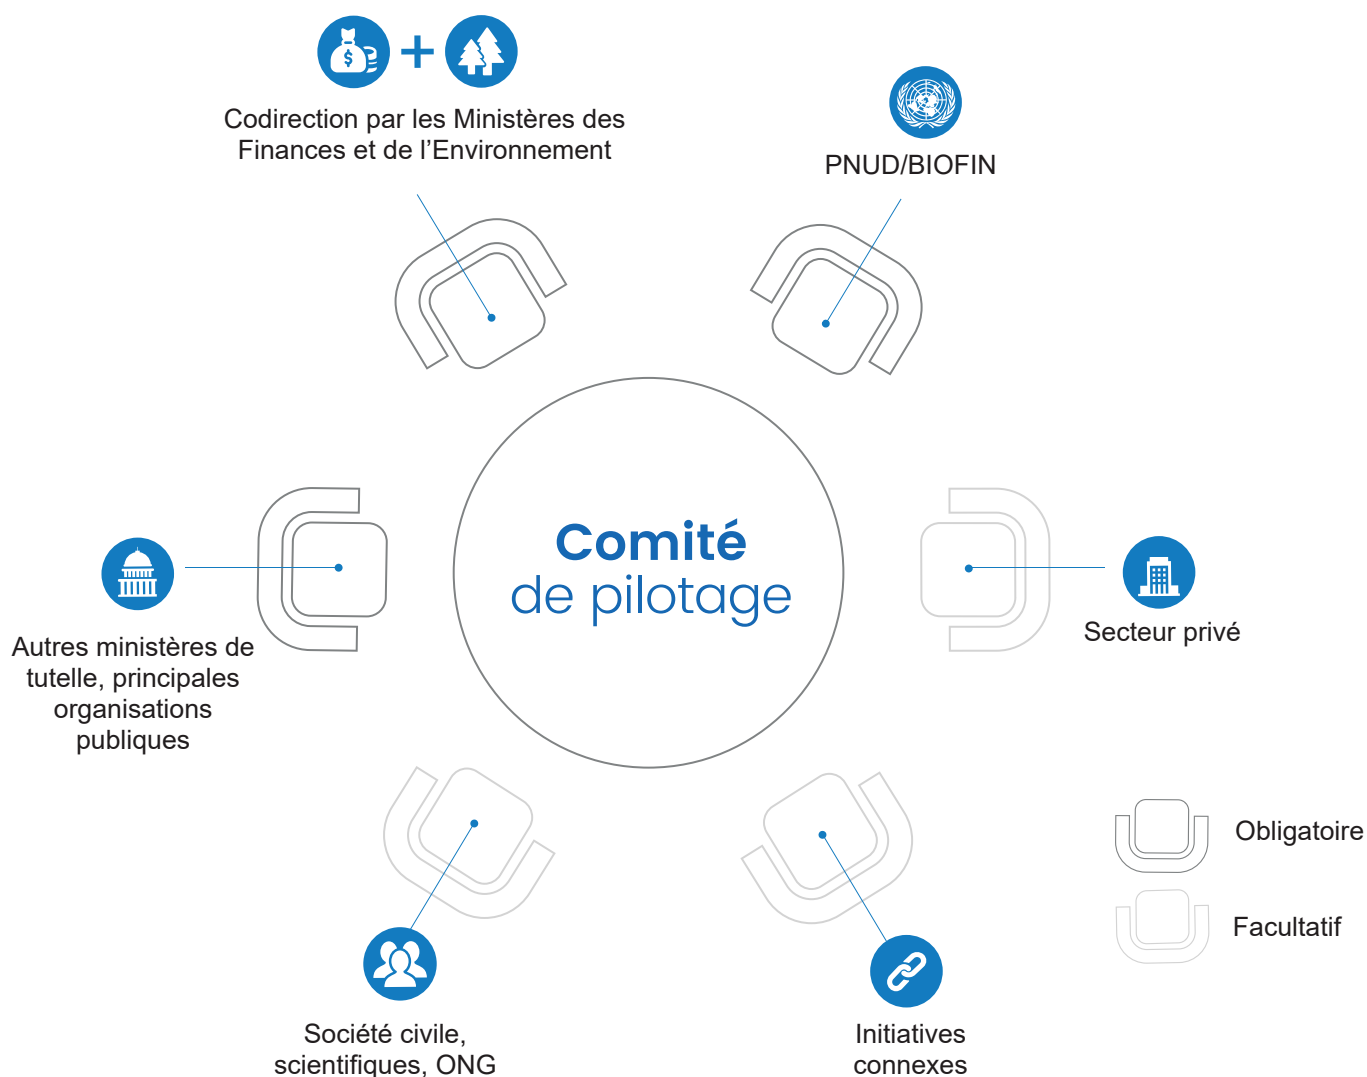 Codirection par les Ministères des
Finances et de l’Environnement
PNUD/BIOFIN
Comité
de pilotage
Autres ministères de
tutelle, principales
organisations
publiques
Secteur privé
Société civile,
scientifiques, ONG
Initiatives
connexes
Obligatoire
Facultatif
$